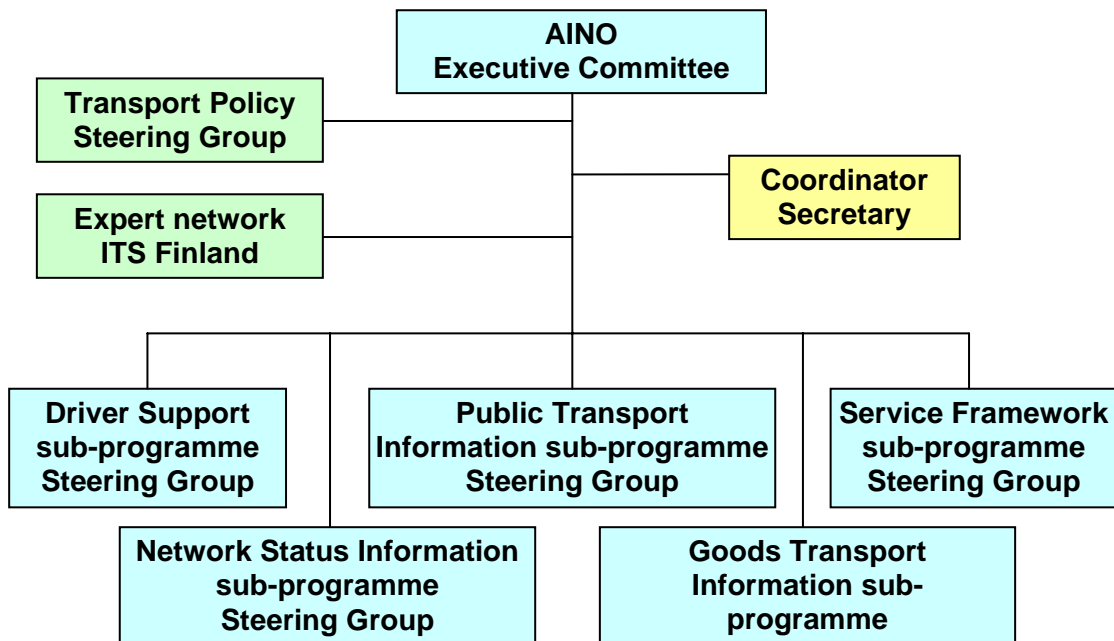 AINO
Executive Committee
Transport Policy
Steering Group
Coordinator
Secretary
Expert network
ITS Finland
Driver Support
sub-programme
Steering Group
Public Transport
Information sub-programme
Steering Group
Service Framework
sub-programme
Steering Group
Network Status Information
sub-programme
Steering Group
Goods Transport
Information sub-
programme